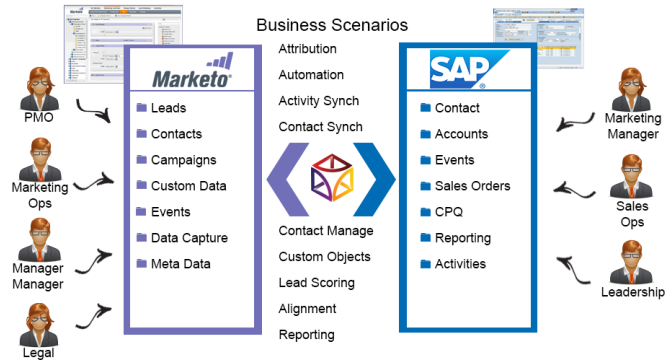 Business Scenarios
PMO
Marketing
Ops
Manager
Manager
Legal
Marketo
Leads
Contacts
Campaigns
Custom Data
Events
Data Capture
Meta Data
Attribution
Automation
Activity Synch
Contact Synch
Contact Manage
Custom Objects
Lead Scoring
Alignment
Reporting
SAP
Contact
Accounts
Events
Sales Orders
CPQ
Reporting
Activities
Marketing
Manager
Sales
Ops
Leadership